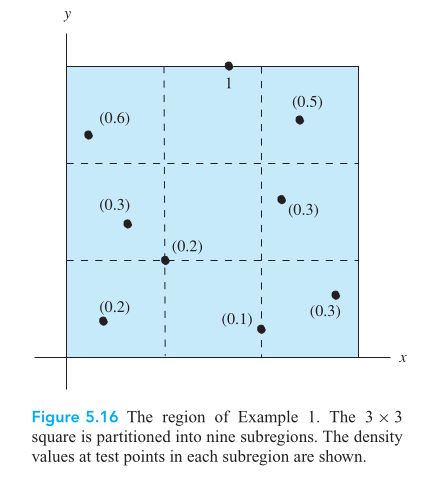 y
1
(0.5)
(0.6)
(0.3)
(0.3)
(0.2)
(0.2)
(0.1)
(0.3)
x
Figure 5.16 The region of Example 1. The 3 × 3
square is partitioned into nine subregions. The density
values at test points in each subregion are shown.